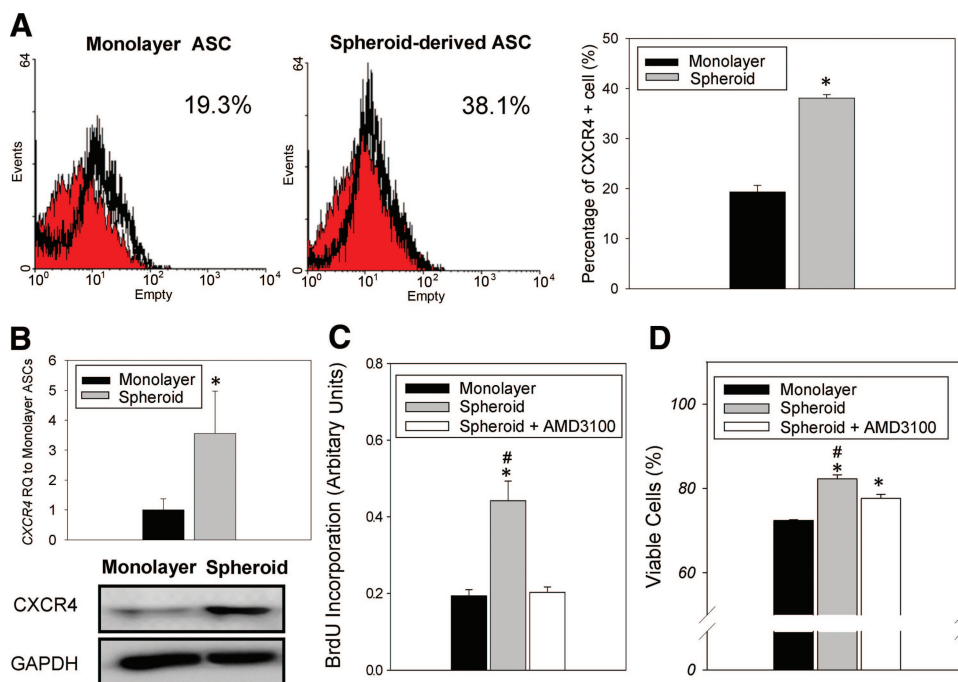 A
Monolayer ASC
64
Events
0
19.3%
10^0 10^1 10^2 10^3 10^4
Empty
Spheroid-derived ASC
64
Events
0
38.1%
10^0 10^1 10^2 10^3 10^4
Empty
Percentage of CXCR4 + cell (%)
50
40
30
20
10
0
Monolayer
Spheroid
*
B
CXCR4 RQ to Monolayer ASCs
6
5
4
3
2
1
0
Monolayer
Spheroid
*
Monolayer Spheroid
CXCR4
GAPDH
C
BrdU Incorporation (Arbitary Units)
0.8
0.6
0.4
0.2
0.0
Monolayer
Spheroid
Spheroid + AMD3100
#
*
D
Viable Cells (%)
100
80
60
0
Monolayer
Spheroid
Spheroid + AMD3100
#
*
*